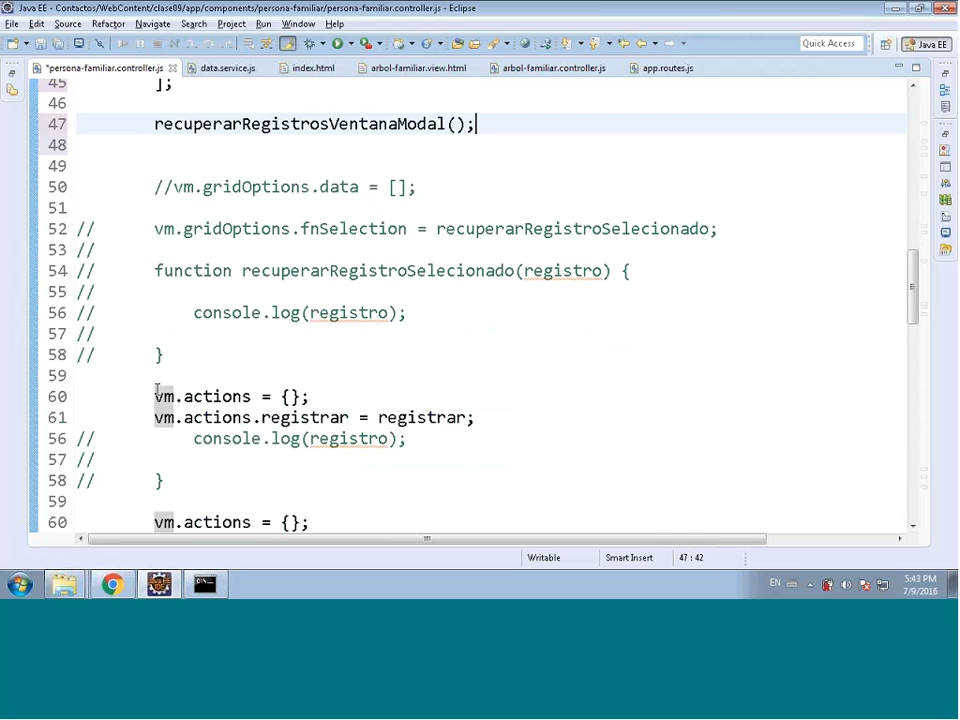 Java EE - Contactos/WebContent/clase09/app/components/persona-familiar/persona-familiar.controller.js - Eclipse
File Edit Source Refactor Navigate Search Project Run Window Help
Quick Access Java EE
*persona-familiar.controller.js data.service.js index.html arbol-familiar.view.html arbol-familiar.controller.js app.routes.js
45 ];
46
47 recuperarRegistrosVentanaModal();
48
49
50 //vm.gridOptions.data = [];
51
52 // vm.gridOptions.fnSelection = recuperarRegistroSelecionado;
53 //
54 // function recuperarRegistroSelecionado(registro) {
55 //
56 // console.log(registro);
57 //
58 // }
59
60 vm.actions = {};
61 vm.actions.registrar = registrar;
56 // console.log(registro);
57 //
58 // }
59
60 vm.actions = {};
Writable Smart Insert 47 : 42
EN 5:43 PM
7/9/2016